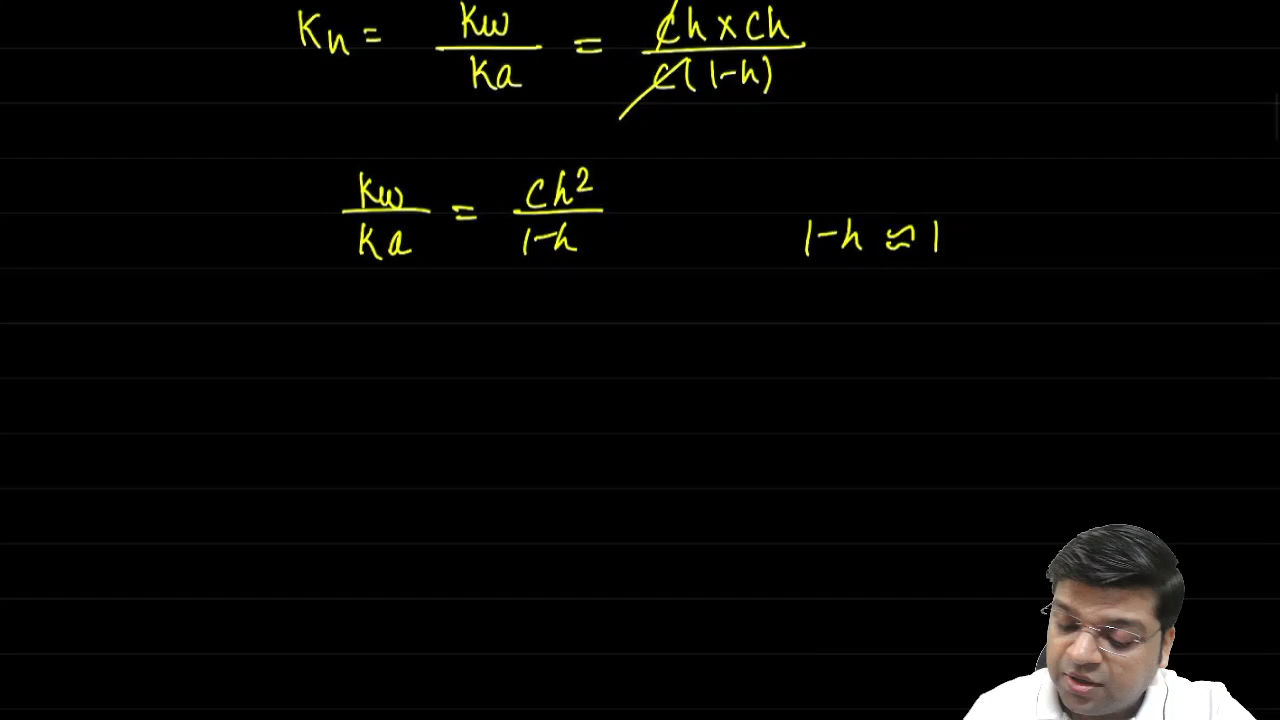 Kh = Kw/Ka = Ch x Ch / C(1-h)
Kw/Ka = Ch²/1-h 1-h ≈ 1